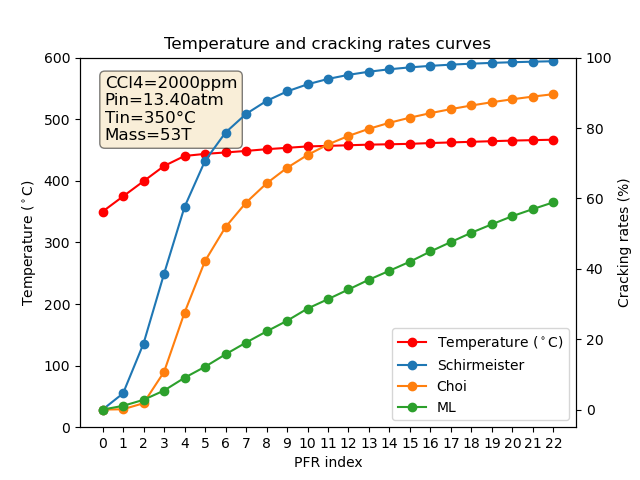 Temperature and cracking rates curves
CCl4=2000ppm
Pin=13.40atm
Tin=350°C
Mass=53T
600
500
400
300
200
100
0
Temperature (°C)
100
80
60
40
20
0
Cracking rates (%)
Temperature (°C)
Schirmeister
Choi
ML
0 1 2 3 4 5 6 7 8 9 10 11 12 13 14 15 16 17 18 19 20 21 22
PFR index